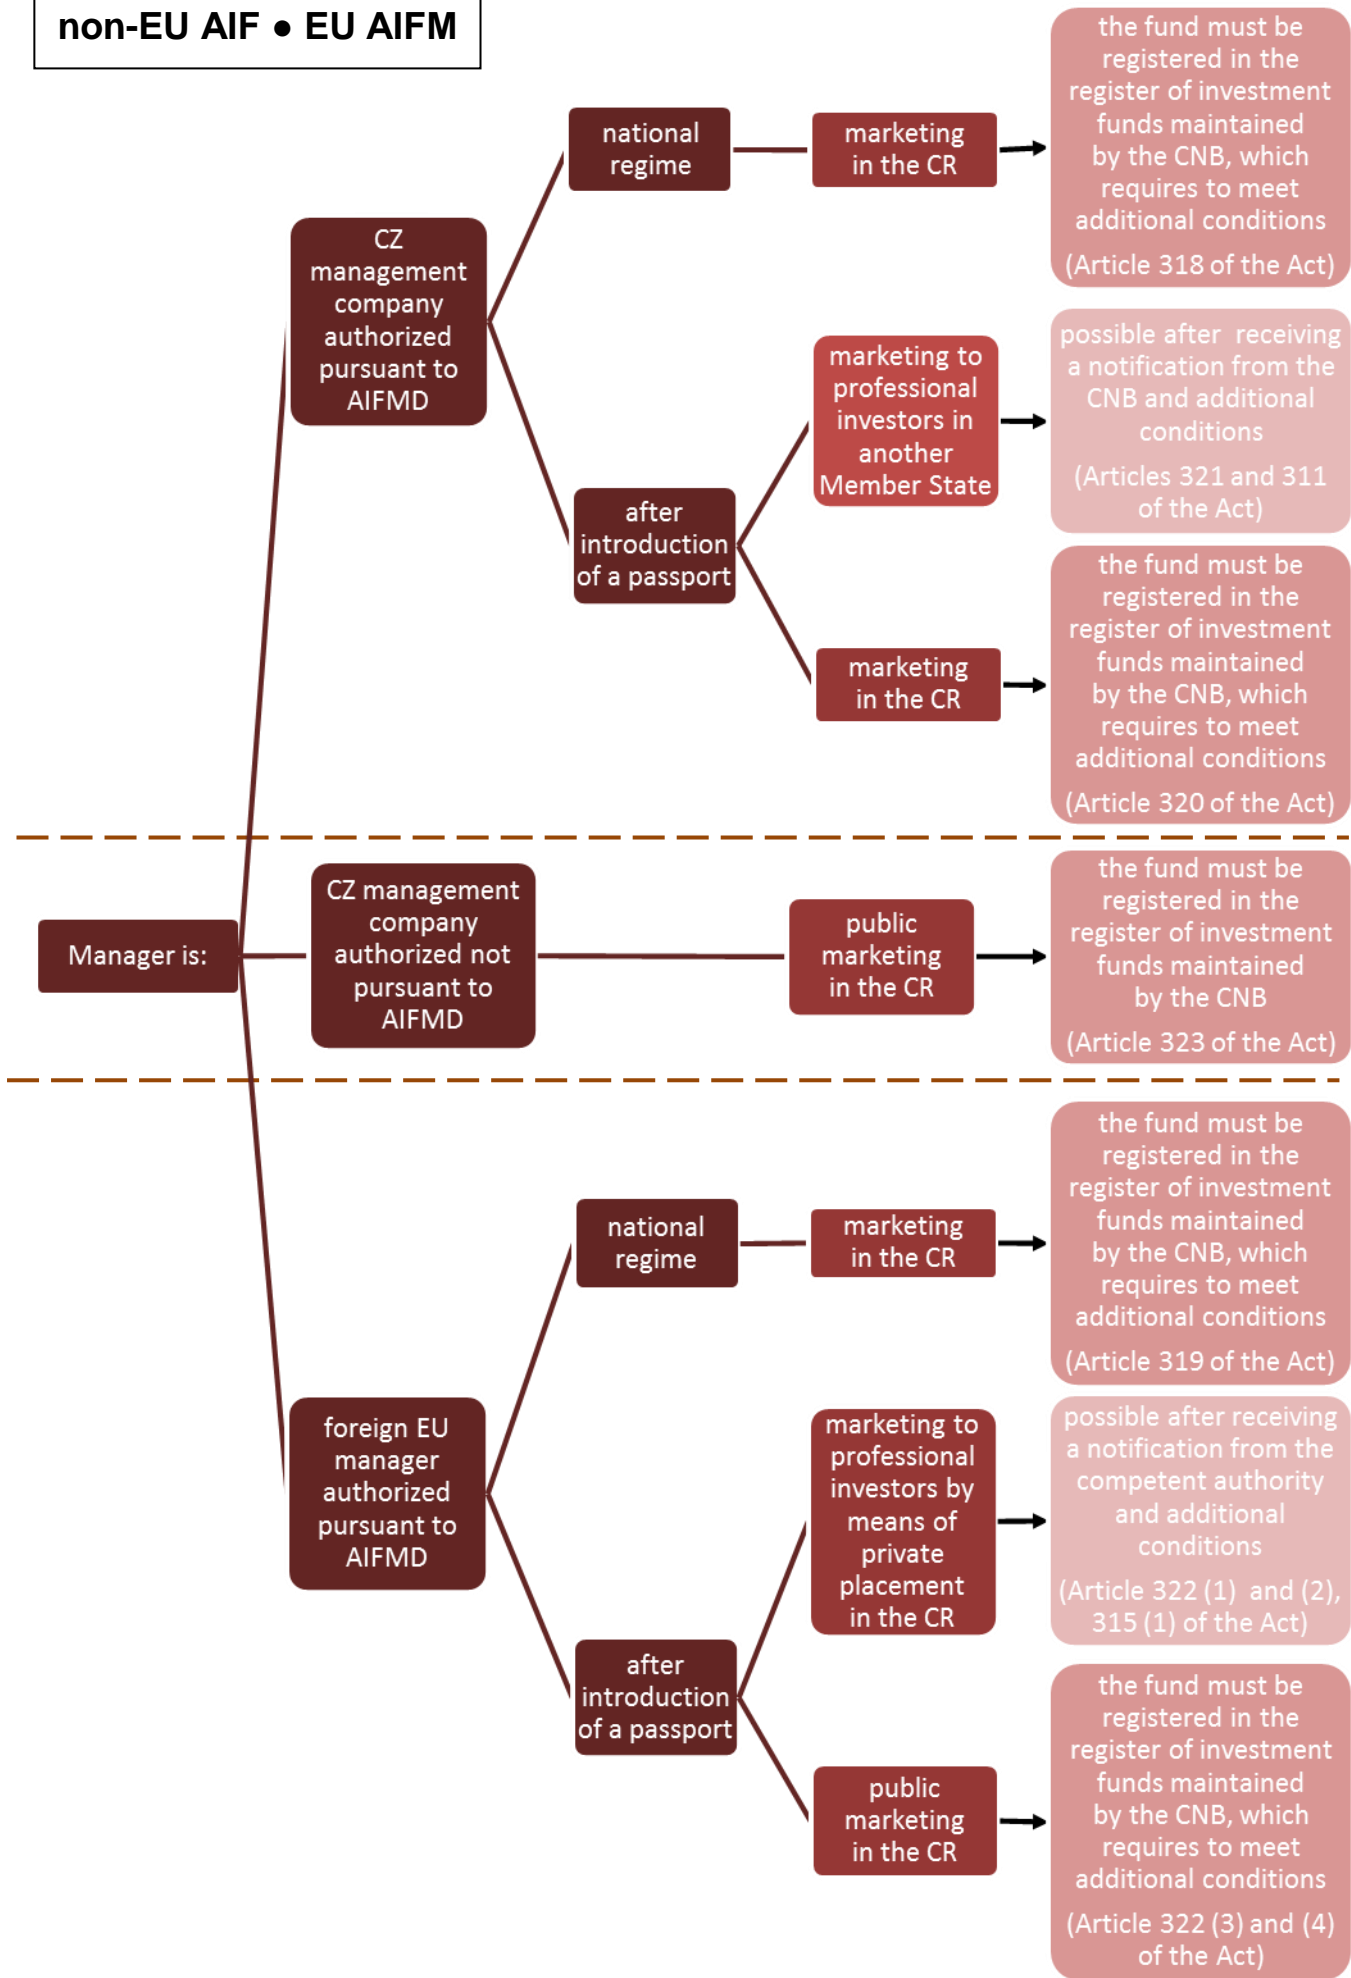 non-EU AIF ● EU AIFM
Manager is:
CZ
management
company
authorized
pursuant to
AIFMD
national
regime
marketing
in the CR
the fund must be
registered in the
register of investment
funds maintained
by the CNB, which
requires to meet
additional conditions
(Article 318 of the Act)
after
introduction
of a passport
marketing to
professional
investors in
another
Member State
possible after receiving
a notification from the
CNB and additional
conditions
(Articles 321 and 311
of the Act)
marketing
in the CR
the fund must be
registered in the
register of investment
funds maintained
by the CNB, which
requires to meet
additional conditions
(Article 320 of the Act)
CZ management
company
authorized not
pursuant to
AIFMD
public
marketing
in the CR
the fund must be
registered in the
register of investment
funds maintained
by the CNB
(Article 323 of the Act)
foreign EU
manager
authorized
pursuant to
AIFMD
national
regime
marketing
in the CR
the fund must be
registered in the
register of investment
funds maintained
by the CNB, which
requires to meet
additional conditions
(Article 319 of the Act)
after
introduction
of a passport
marketing to
professional
investors by
means of
private
placement
in the CR
possible after receiving
a notification from the
competent authority
and additional
conditions
(Article 322 (1) and (2),
315 (1) of the Act)
public
marketing
in the CR
the fund must be
registered in the
register of investment
funds maintained
by the CNB, which
requires to meet
additional conditions
(Article 322 (3) and (4)
of the Act)